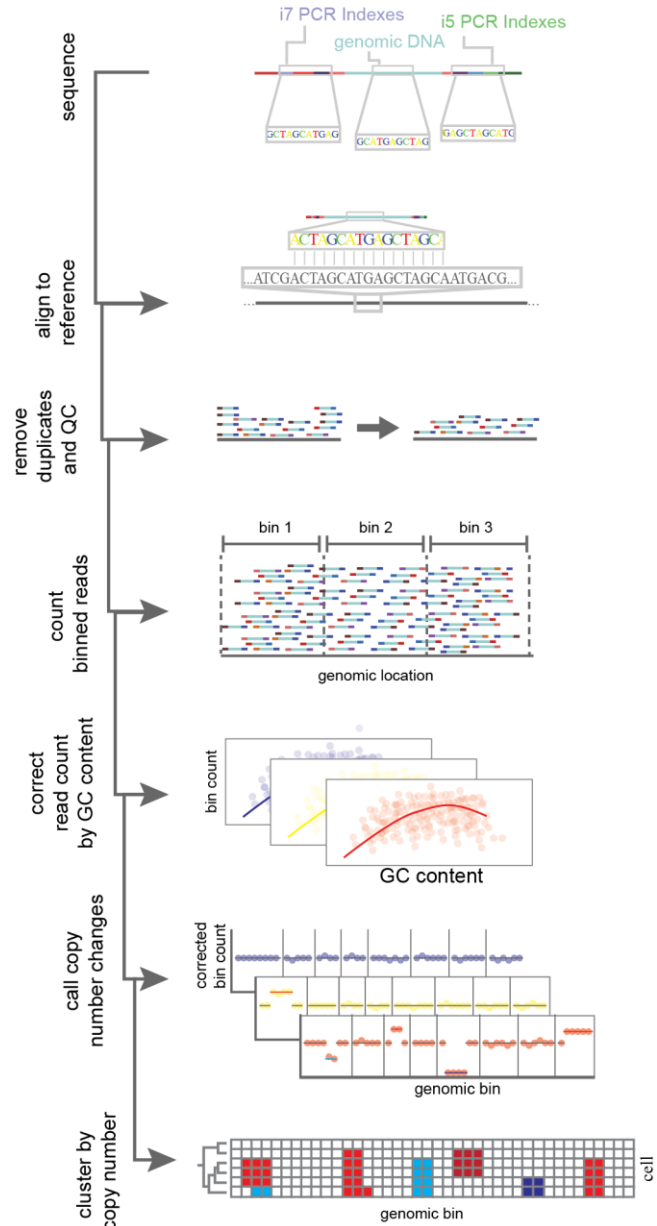 i7 PCR Indexes
i5 PCR Indexes
genomic DNA
sequence
GCTAGCATGAG
GCATGAGCTAG
GAGCTAGCATG
ACTAGCATGAGCTAGCA
...ATCGACTAGCATGAGCTAGCAATGACG...
align to
reference
remove
duplicates
and QC
bin 1
bin 2
bin 3
count
binned reads
genomic location
correct
read count
by GC content
bin count
GC content
call copy
number changes
corrected
bin count
genomic bin
cluster by
copy number
cell
genomic bin